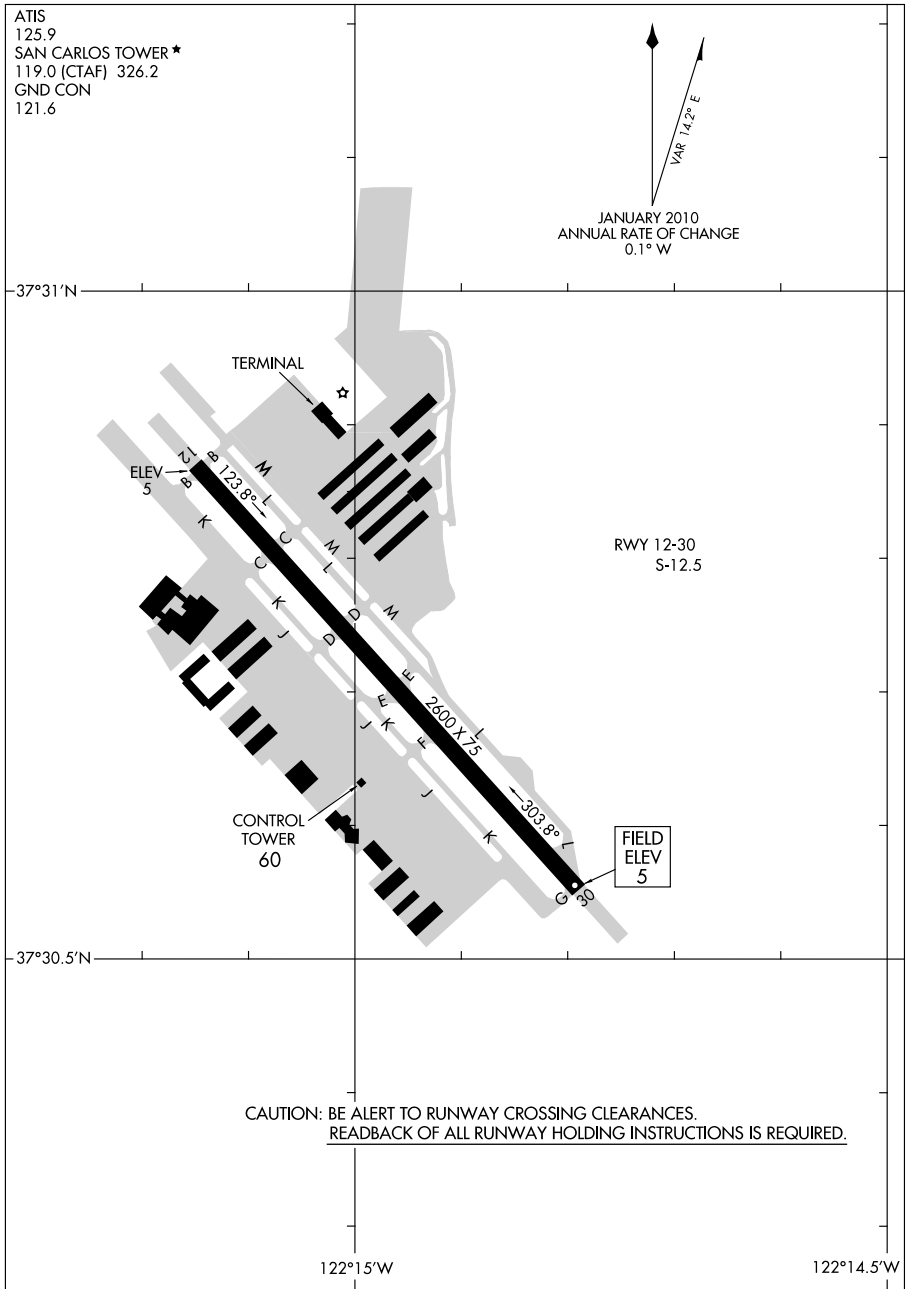 ATIS
125.9
SAN CARLOS TOWER ★
119.0 (CTAF) 326.2
GND CON
121.6
VAR 14.2° E
JANUARY 2010
ANNUAL RATE OF CHANGE
0.1° W
37°31'N
TERMINAL
ELEV
5
12
B
B
123.8°
M
L
K
C
C
M
L
RWY 12-30
S-12.5
K
J
D
D
M
E
E
2600 X 75
J
K
F
L
J
303.8°
K
L
CONTROL
TOWER
60
FIELD
ELEV
5
G
30
37°30.5'N
CAUTION: BE ALERT TO RUNWAY CROSSING CLEARANCES.
READBACK OF ALL RUNWAY HOLDING INSTRUCTIONS IS REQUIRED.
122°15'W
122°14.5'W